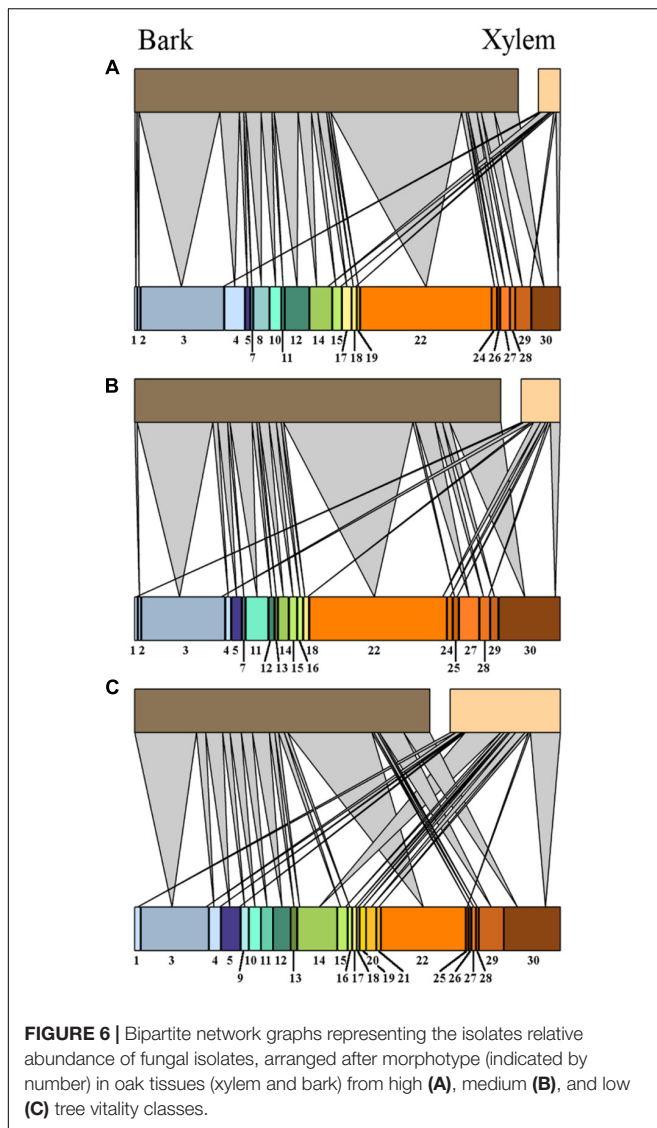 Bark Xylem
A
1 2 3 4 5 7 8 10 11 12 14 15 17 18 19 22 24 26 27 28 29 30
B
1 2 3 4 5 7 11 12 13 14 15 16 18 22 24 25 27 28 29 30
C
1 3 4 5 9 10 11 12 13 14 15 16 17 18 20 19 21 22 25 26 27 28 29 30
FIGURE 6 | Bipartite network graphs representing the isolates relative
abundance of fungal isolates, arranged after morphotype (indicated by
number) in oak tissues (xylem and bark) from high (A), medium (B), and low
(C) tree vitality classes.